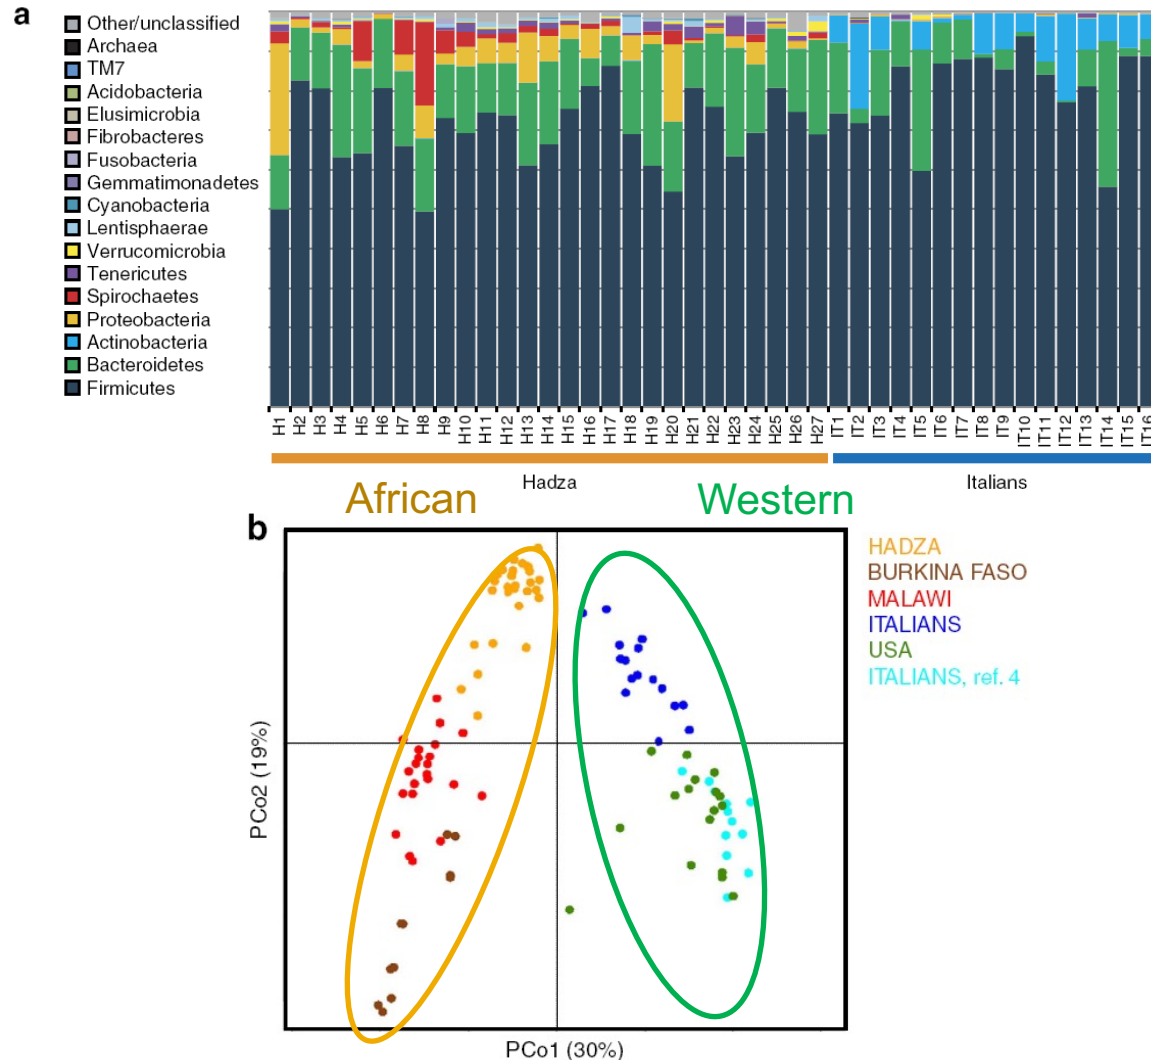 a
Other/unclassified
Archaea
TM7
Acidobacteria
Elusimicrobia
Fibrobacteres
Fusobacteria
Gemmatimonadetes
Cyanobacteria
Lentisphaerae
Verrucomicrobia
Tenericutes
Spirochaetes
Proteobacteria
Actinobacteria
Bacteroidetes
Firmicutes
H1
H2
H3
H4
H5
H6
H7
H8
H9
H10
H11
H12
H13
H14
H15
H16
H17
H18
H19
H20
H21
H22
H23
H24
H25
H26
H27
IT1
IT2
IT3
IT4
IT5
IT6
IT7
IT8
IT9
IT10
IT11
IT12
IT13
IT14
IT15
IT16
Hadza
Italians
African
Western
b
HADZA
BURKINA FASO
MALAWI
ITALIANS
USA
ITALIANS, ref. 4
PCo2 (19%)
PCo1 (30%)